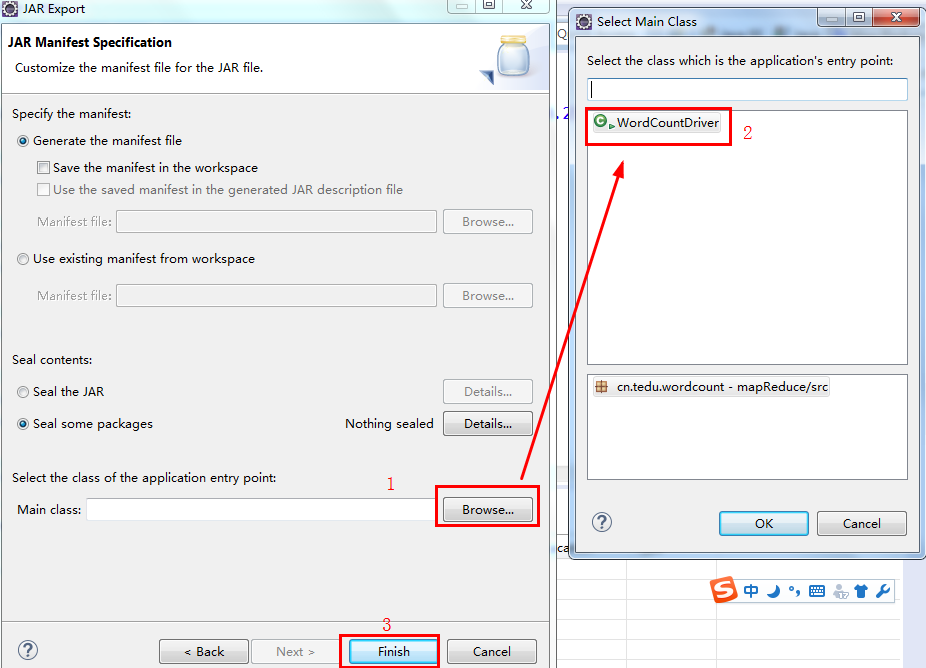 JAR Export
JAR Manifest Specification
Customize the manifest file for the JAR file.
Specify the manifest:
Generate the manifest file
Save the manifest in the workspace
Use the saved manifest in the generated JAR description file
Manifest file:
Browse...
Use existing manifest from workspace
Manifest file:
Browse...
Seal contents:
Seal the JAR
Details...
Seal some packages
Nothing sealed
Details...
Select the class of the application entry point:
1
Main class:
Browse...
3
< Back
Next >
Finish
Cancel
Select Main Class
Select the class which is the application's entry point:
WordCountDriver
2
cn.tedu.wordcount - mapReduce/src
OK
Cancel
S中